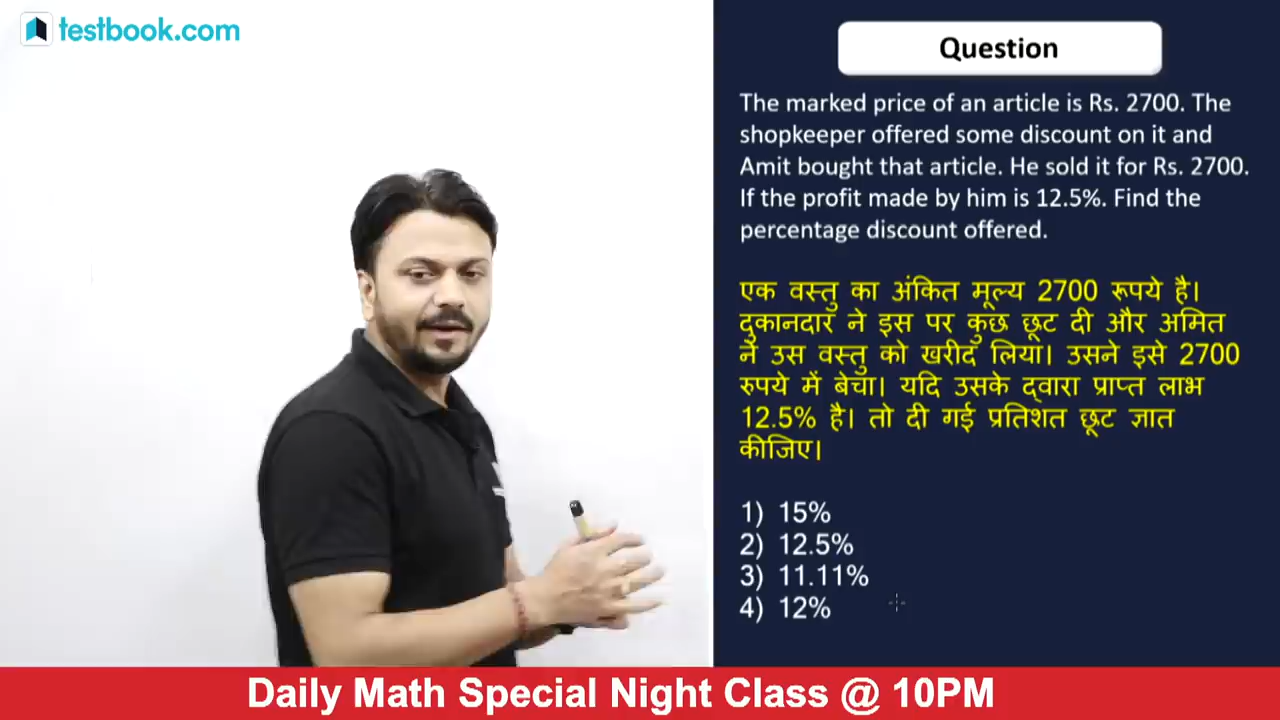 testbook.com
Question
The marked price of an article is Rs. 2700. The
shopkeeper offered some discount on it and
Amit bought that article. He sold it for Rs. 2700.
If the profit made by him is 12.5%. Find the
percentage discount offered.
एक वस्तु का अंकित मूल्य 2700 रूपये है।
दुकानदार ने इस पर कुछ छूट दी और अमित
ने उस वस्तु को खरीद लिया। उसने इसे 2700
रुपये में बेचा। यदि उसके द्वारा प्राप्त लाभ
12.5% है। तो दी गई प्रतिशत छूट ज्ञात
कीजिए।
1) 15%
2) 12.5%
3) 11.11%
4) 12%
Daily Math Special Night Class @ 10PM